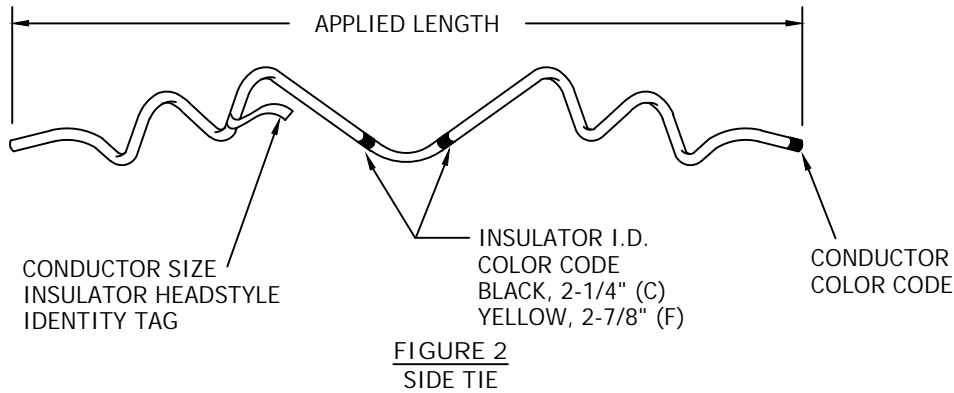 APPLIED LENGTH
CONDUCTOR SIZE
INSULATOR HEADSTYLE
IDENTITY TAG
INSULATOR I.D.
COLOR CODE
BLACK, 2-1/4" (C)
YELLOW, 2-7/8" (F)
CONDUCTOR
COLOR CODE
FIGURE 2
SIDE TIE